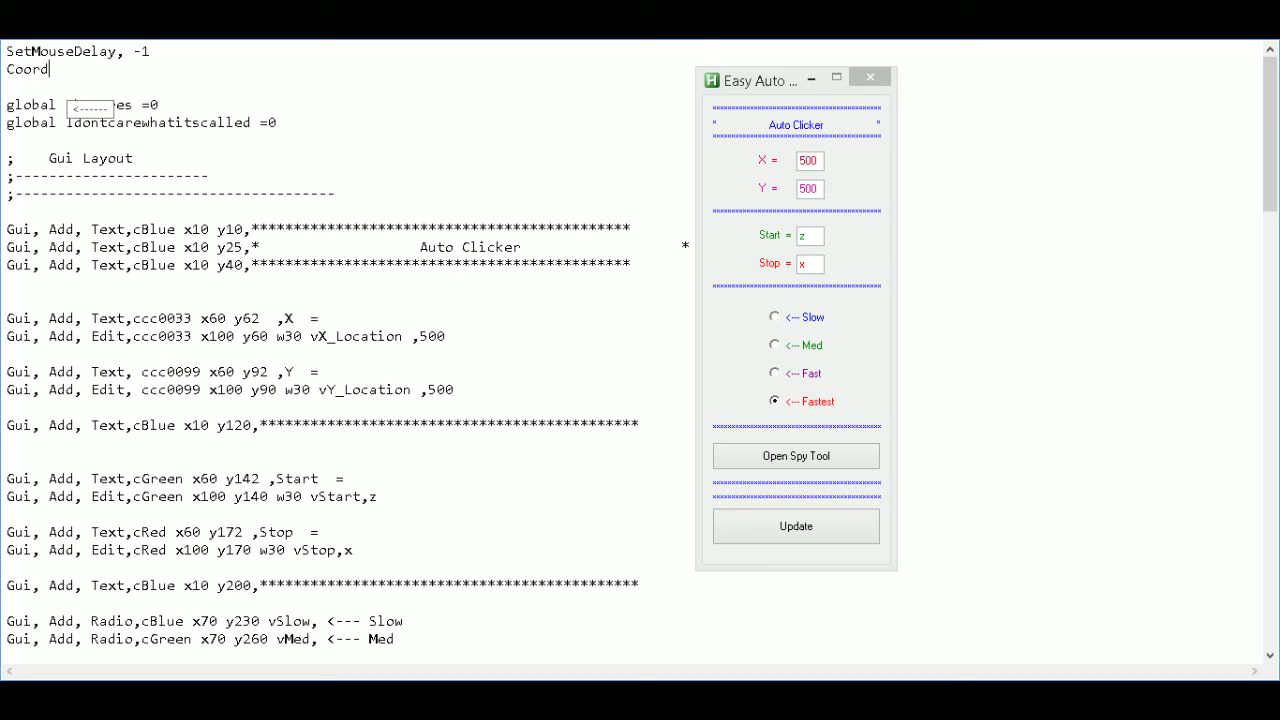 SetMouseDelay, -1
Coord
global es =0
<------
global idontcarewhatitscalled =0
; Gui Layout
;-----------------------
;--------------------------------------
Gui, Add, Text,cBlue x10 y10,*********************************************
Gui, Add, Text,cBlue x10 y25,* Auto Clicker *
Gui, Add, Text,cBlue x10 y40,*********************************************
Gui, Add, Text,ccc0033 x60 y62 ,X =
Gui, Add, Edit,ccc0033 x100 y60 w30 vX_Location ,500
Gui, Add, Text, ccc0099 x60 y92 ,Y =
Gui, Add, Edit, ccc0099 x100 y90 w30 vY_Location ,500
Gui, Add, Text,cBlue x10 y120,*********************************************
Gui, Add, Text,cGreen x60 y142 ,Start =
Gui, Add, Edit,cGreen x100 y140 w30 vStart,z
Gui, Add, Text,cRed x60 y172 ,Stop =
Gui, Add, Edit,cRed x100 y170 w30 vStop,x
Gui, Add, Text,cBlue x10 y200,*********************************************
Gui, Add, Radio,cBlue x70 y230 vSlow, <--- Slow
Gui, Add, Radio,cGreen x70 y260 vMed, <--- Med
H Easy Auto ...
*********************************************
* Auto Clicker *
*********************************************
X = 500
Y = 500
*********************************************
Start = z
Stop = x
*********************************************
<--- Slow
<--- Med
<--- Fast
<--- Fastest
*********************************************
Open Spy Tool
*********************************************
*********************************************
Update